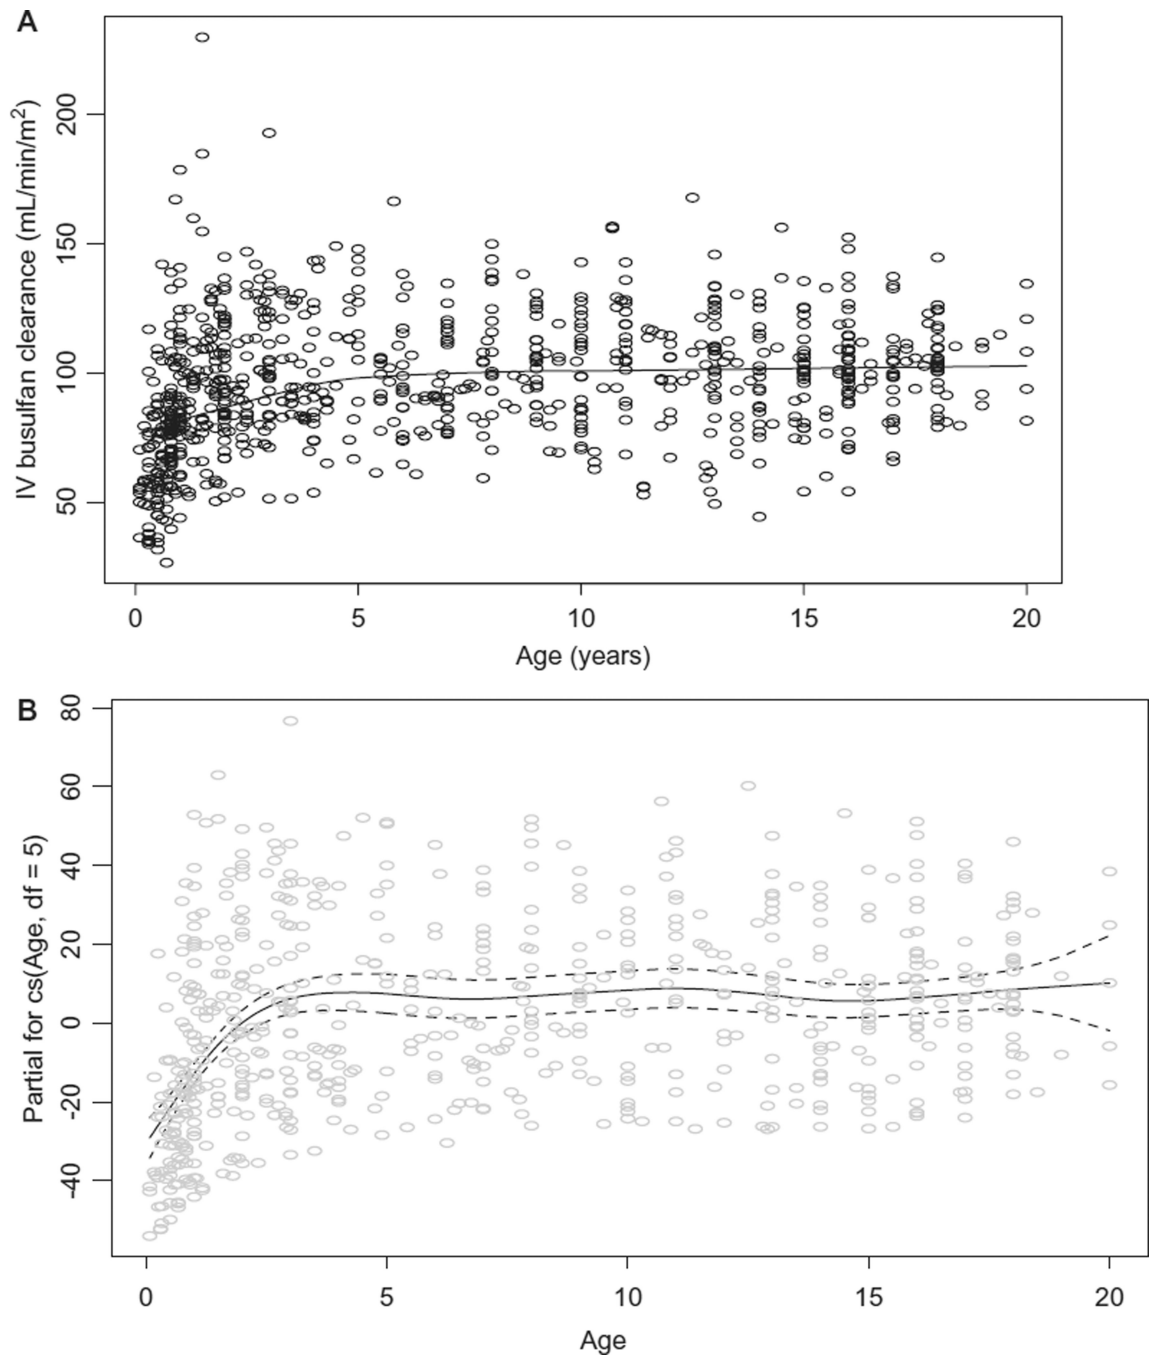 A
IV busulfan clearance (mL/min/m²)
200
150
100
50
0 5 10 15 20
Age (years)
B
Partial for cs(Age, df = 5)
80
60
40
20
0
-20
-40
0 5 10 15 20
Age